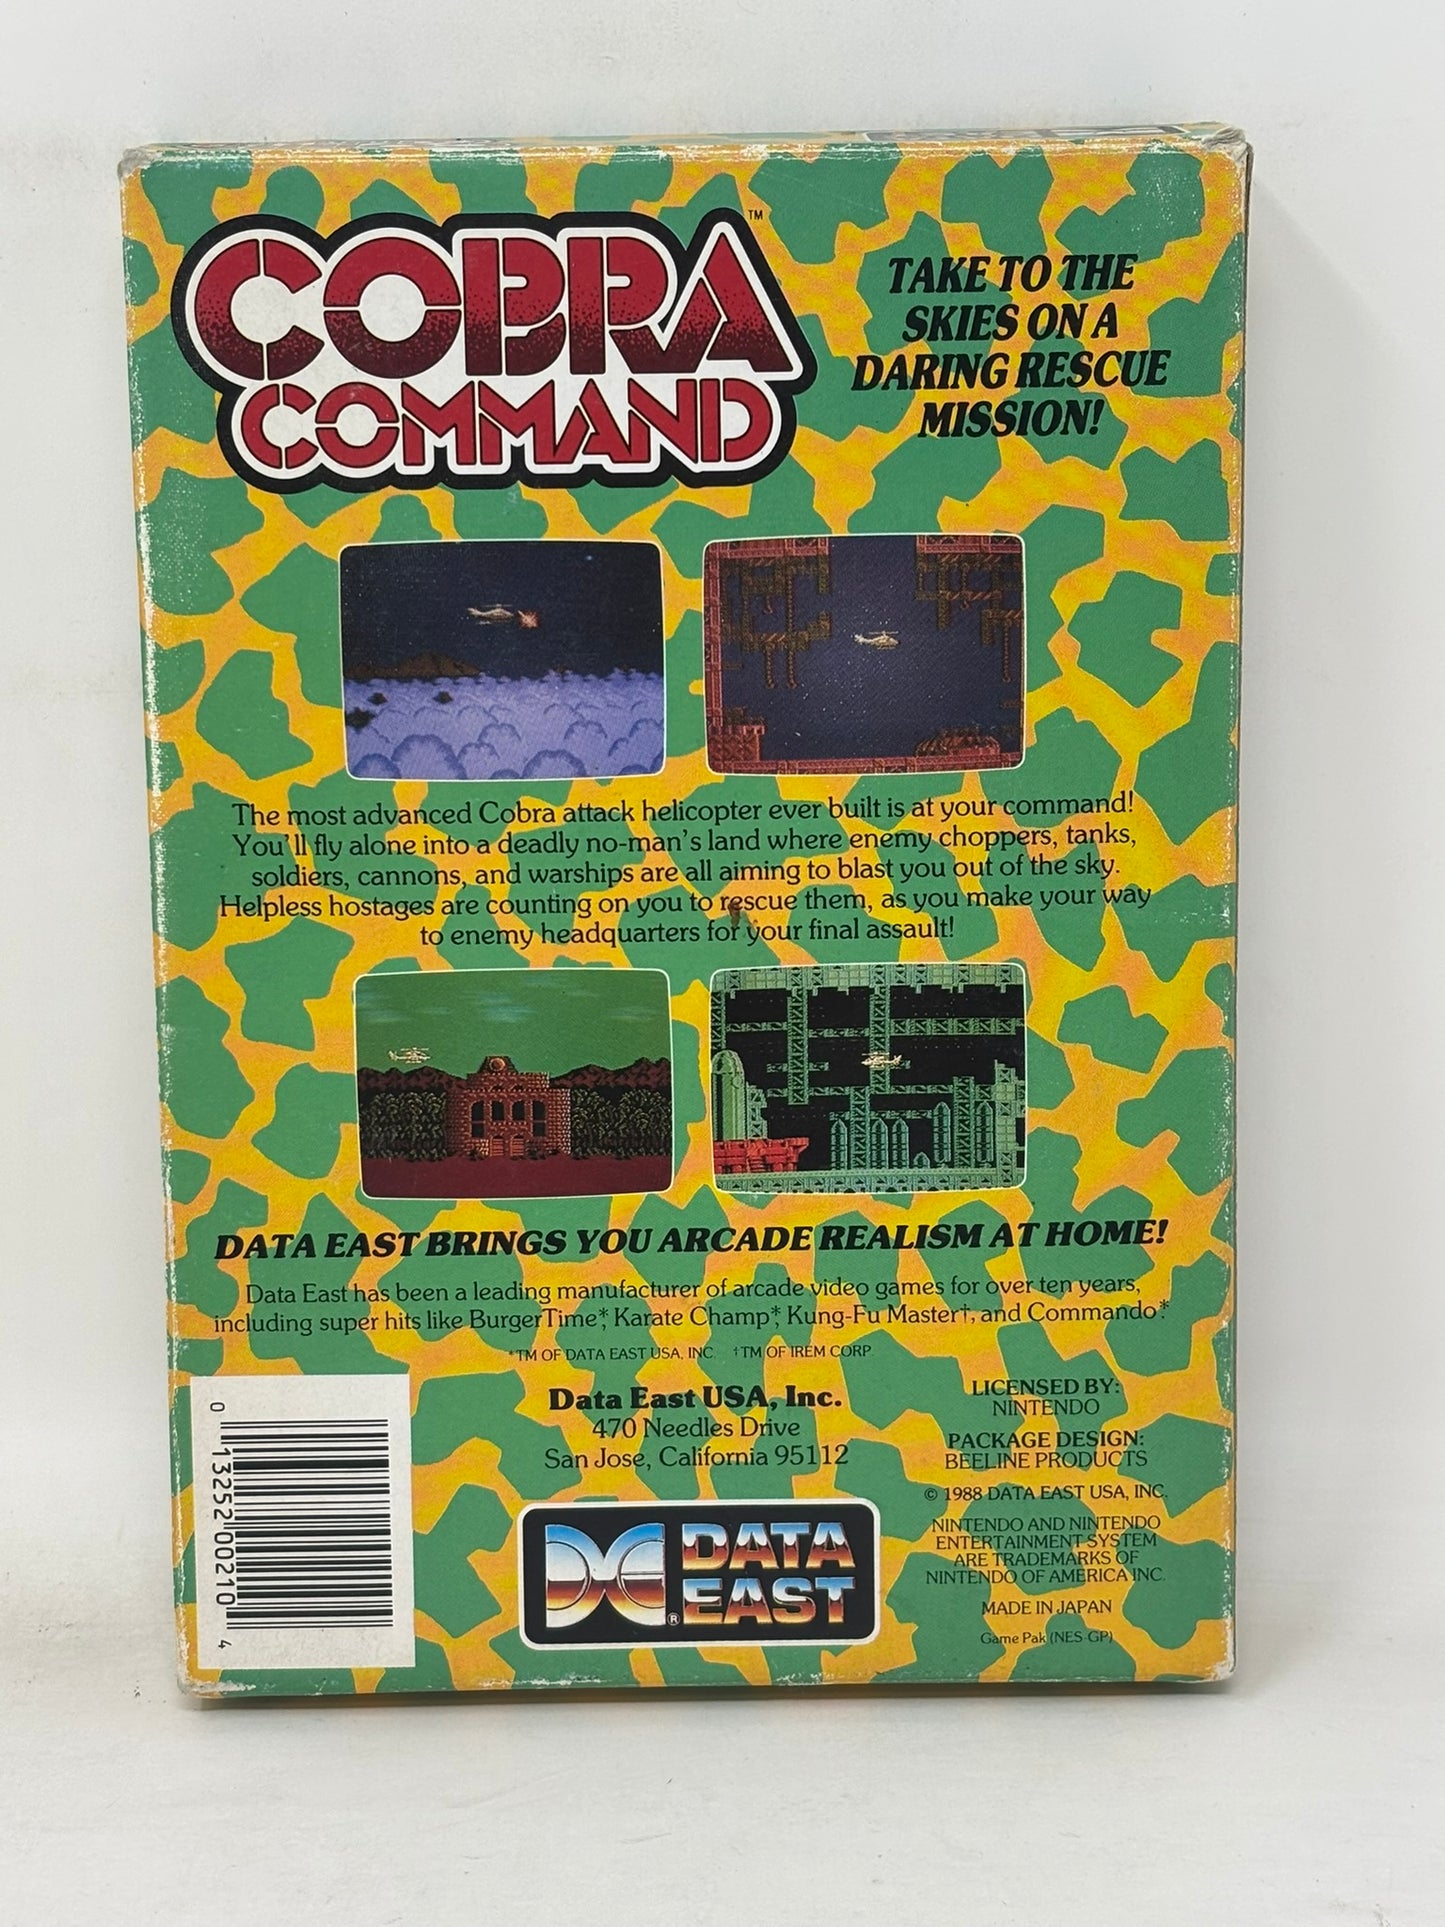 COBRA™
COMMAND
TAKE TO THE
SKIES ON A
DARING RESCUE
MISSION!
The most advanced Cobra attack helicopter ever built is at your command!
You'll fly alone into a deadly no-man's land where enemy choppers, tanks,
soldiers, cannons, and warships are all aiming to blast you out of the sky.
Helpless hostages are counting on you to rescue them, as you make your way
to enemy headquarters for your final assault!
DATA EAST BRINGS YOU ARCADE REALISM AT HOME!
Data East has been a leading manufacturer of arcade video games for over ten years,
including super hits like BurgerTime*, Karate Champ*, Kung-Fu Master†, and Commando*.
*TM OF DATA EAST USA, INC. †TM OF IREM CORP.
Data East USA, Inc.
470 Needles Drive
San Jose, California 95112
DATA
EAST
®
LICENSED BY:
NINTENDO
PACKAGE DESIGN:
BEELINE PRODUCTS
© 1988 DATA EAST USA, INC.
NINTENDO AND NINTENDO
ENTERTAINMENT SYSTEM
ARE TRADEMARKS OF
NINTENDO OF AMERICA INC.
MADE IN JAPAN
Game Pak (NES-GP)
0 13252 00210 4